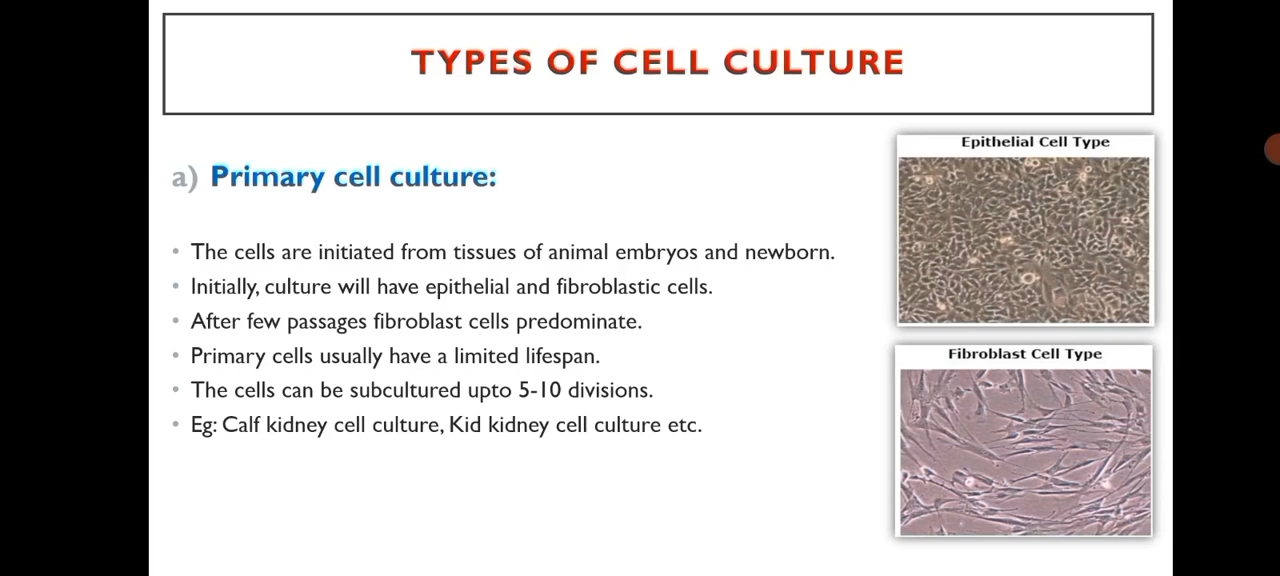 TYPES OF CELL CULTURE
a) Primary cell culture:
• The cells are initiated from tissues of animal embryos and newborn.
• Initially, culture will have epithelial and fibroblastic cells.
• After few passages fibroblast cells predominate.
• Primary cells usually have a limited lifespan.
• The cells can be subcultured upto 5-10 divisions.
• Eg: Calf kidney cell culture, Kid kidney cell culture etc.
Epithelial Cell Type
Fibroblast Cell Type